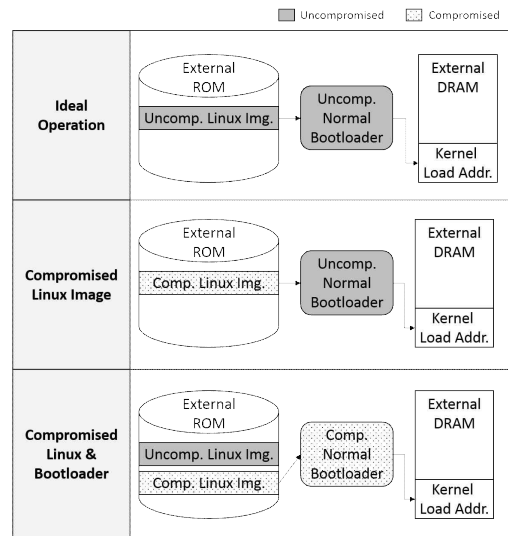 Uncompromised
Compromised
Ideal
Operation
External
ROM
Uncomp. Linux Img.
Uncomp.
Normal
Bootloader
External
DRAM
Kernel
Load Addr.
Compromised
Linux Image
External
ROM
Comp. Linux Img.
Uncomp.
Normal
Bootloader
External
DRAM
Kernel
Load Addr.
Compromised
Linux &
Bootloader
External
ROM
Uncomp. Linux Img.
Comp. Linux Img.
Comp.
Normal
Bootloader
External
DRAM
Kernel
Load Addr.